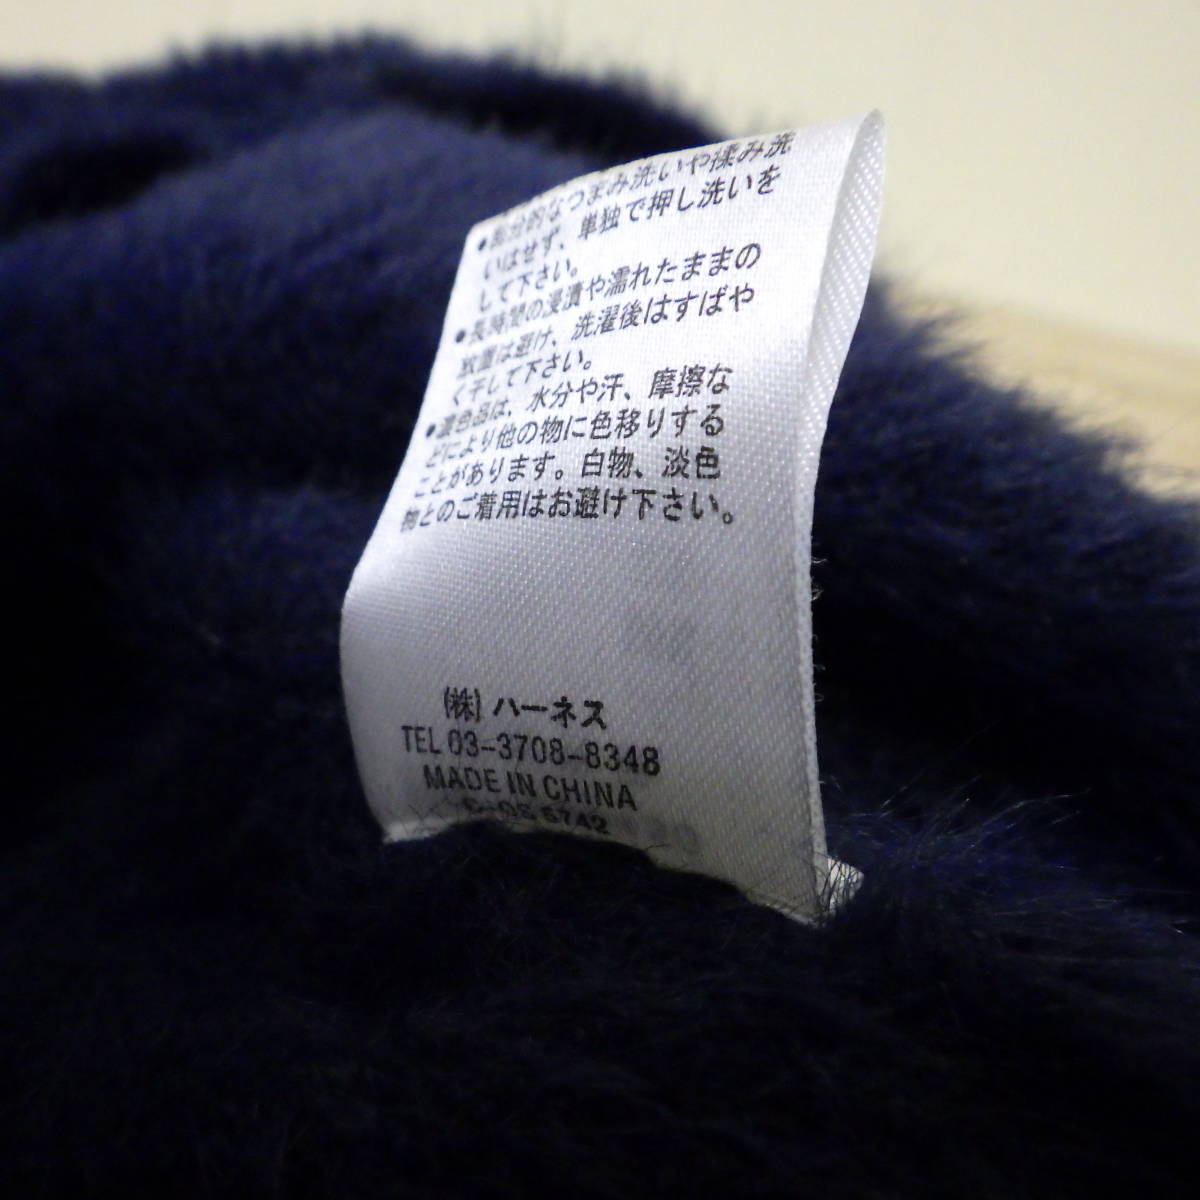 ●部分的なつまみ洗いや揉み洗
いはせず、単独で押し洗いを
して下さい。
●長時間の浸漬や濡れたままの
放置は避け、洗濯後はすばや
く干して下さい。
●濃色品は、水分や汗、摩擦な
どにより他の物に色移りする
ことがあります。白物、淡色
物とのご着用はお避け下さい。
(株)ハーネス
TEL 03-3708-8348
MADE IN CHINA
5742